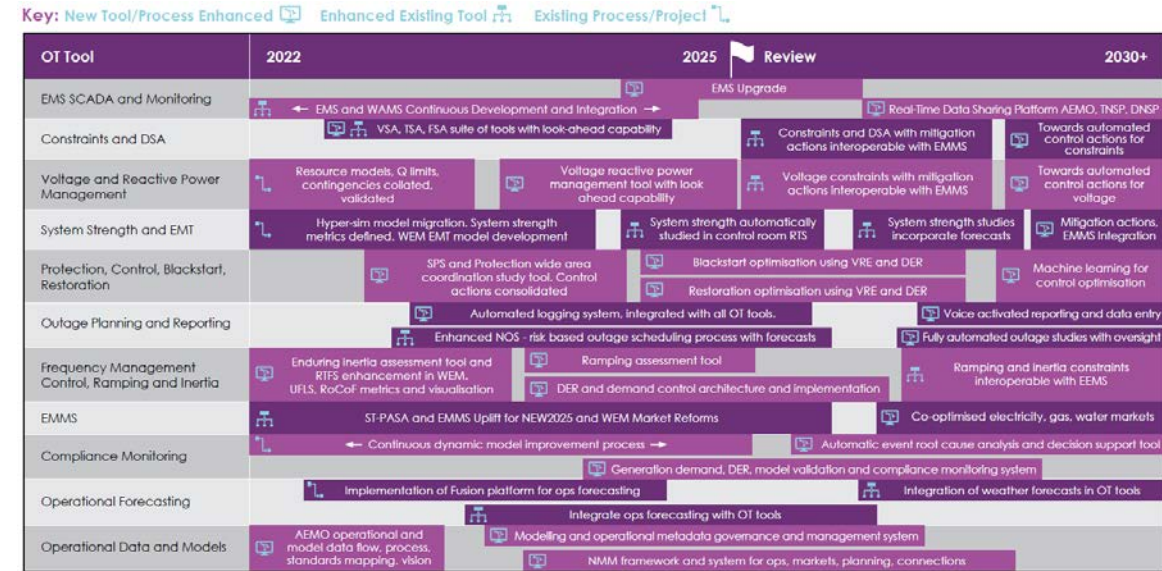 Key: New Tool/Process Enhanced Enhanced Existing Tool Existing Process/Project
OT Tool 2022 2025 Review 2030+
EMS SCADA and Monitoring
EMS Upgrade
← EMS and WAMS Continuous Development and Integration →
Real-Time Data Sharing Platform AEMO, TNSP, DNSP
Constraints and DSA
VSA, TSA, FSA suite of tools with look-ahead capability
Constraints and DSA with mitigation
actions interoperable with EMMS
Towards automated
control actions for
constraints
Voltage and Reactive Power
Management
Resource models, Q limits,
contingencies collated,
validated
Voltage reactive power
management tool with look
ahead capability
Voltage constraints with mitigation
actions interoperable with EMMS
Towards automated
control actions for
voltage
System Strength and EMT
Hyper-sim model migration. System strength
metrics defined. WEM EMT model development
System strength automatically
studied in control room RTS
System strength studies
incorporate forecasts
Mitigation actions,
EMMS Integration
Protection, Control, Blackstart,
Restoration
SPS and Protection wide area
coordination study tool. Control
actions consolidated
Blackstart optimisation using VRE and DER
Restoration optimisation using VRE and DER
Machine learning for
control optimisation
Outage Planning and Reporting
Automated logging system, integrated with all OT tools.
Enhanced NOS - risk based outage scheduling process with forecasts
Voice activated reporting and data entry
Fully automated outage studies with oversight
Frequency Management
Control, Ramping and Inertia
Enduring inertia assessment tool and
RTFS enhancement in WEM.
UFLS, RoCoF metrics and visualisation
Ramping assessment tool
DER and demand control architecture and implementation
Ramping and inertia constraints
interoperable with EEMS
EMMS
ST-PASA and EMMS Uplift for NEW2025 and WEM Market Reforms
Co-optimised electricity, gas, water markets
Compliance Monitoring
← Continuous dynamic model improvement process →
Automatic event root cause analysis and decision support tool
Generation demand, DER, model validation and compliance monitoring system
Operational Forecasting
Implementation of Fusion platform for ops forecasting
Integrate ops forecasting with OT tools
Integration of weather forecasts in OT tools
Operational Data and Models
AEMO operational and
model data flow, process,
standards mapping, vision
Modelling and operational metadata governance and management system
NMM framework and system for ops, markets, planning, connections